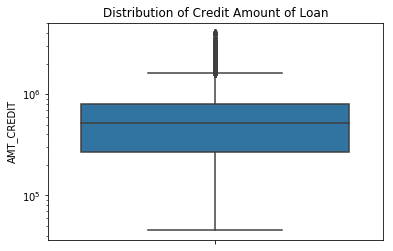 Distribution of Credit Amount of Loan
10⁶
AMT_CREDIT
10⁵